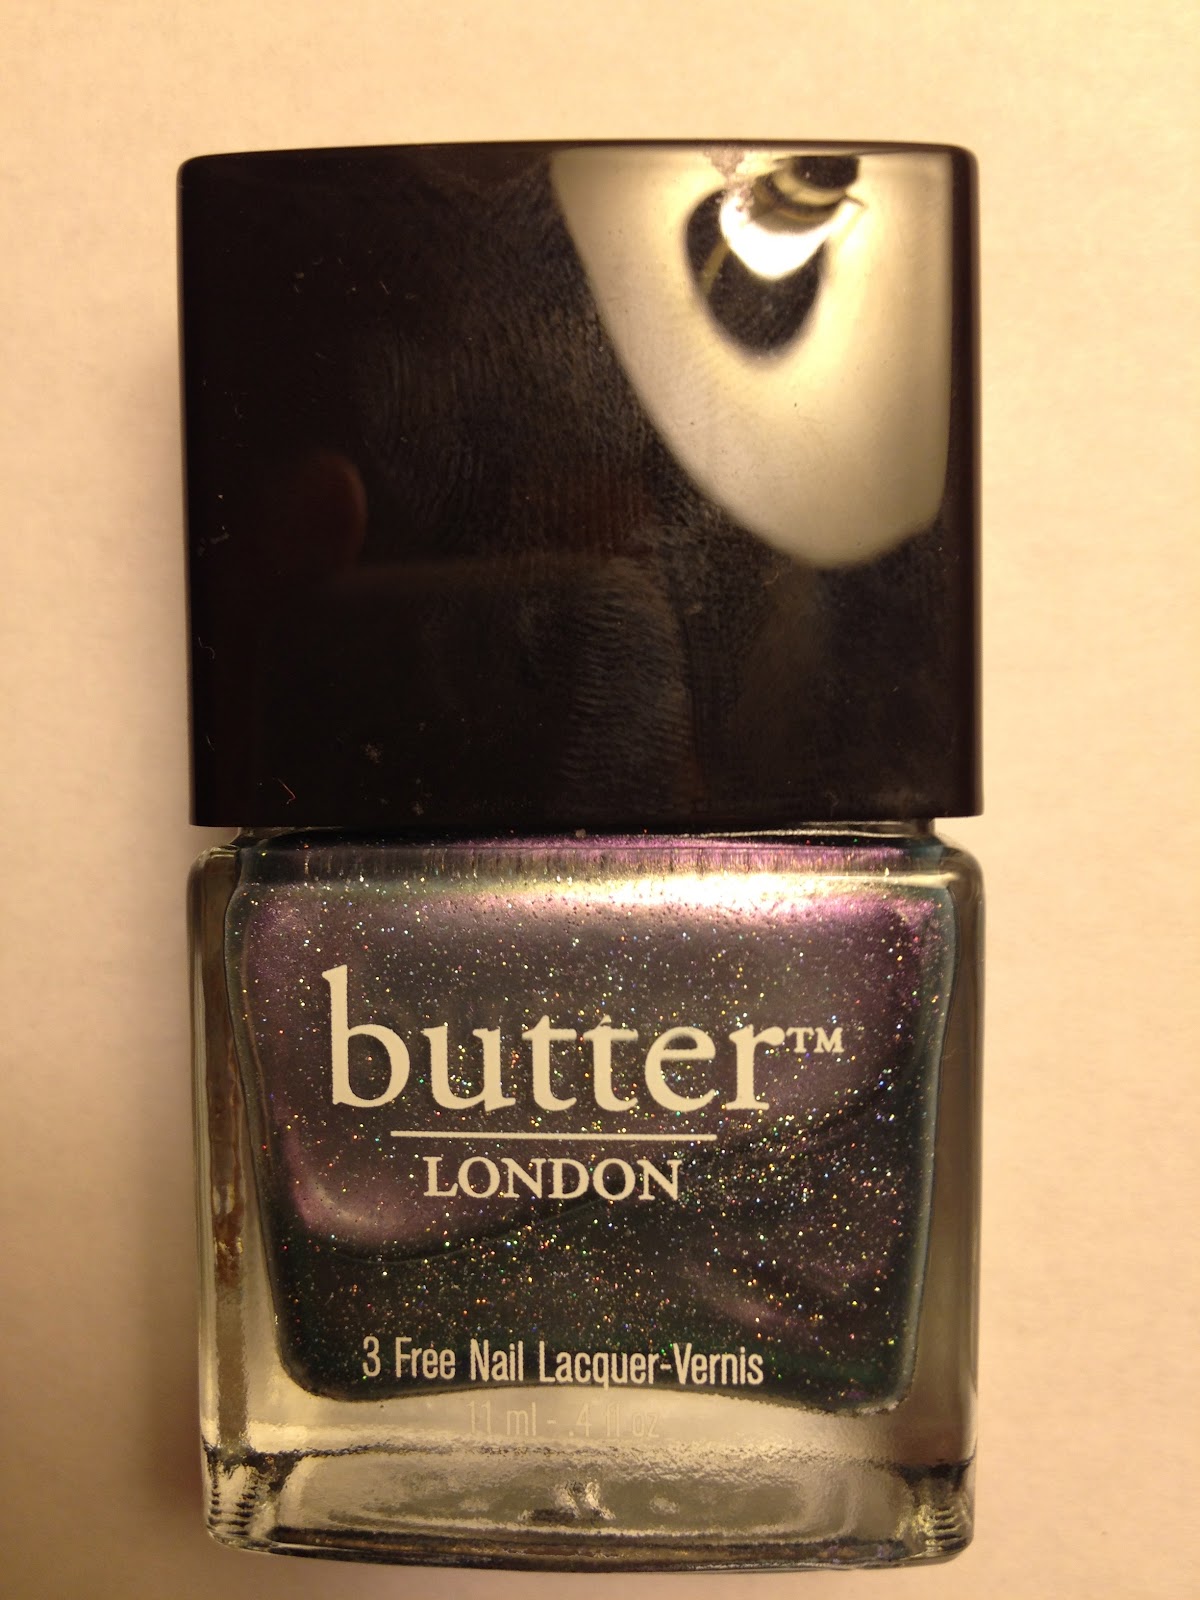 butter™
LONDON
3 Free Nail Lacquer-Vernis
11 ml - .4 fl oz